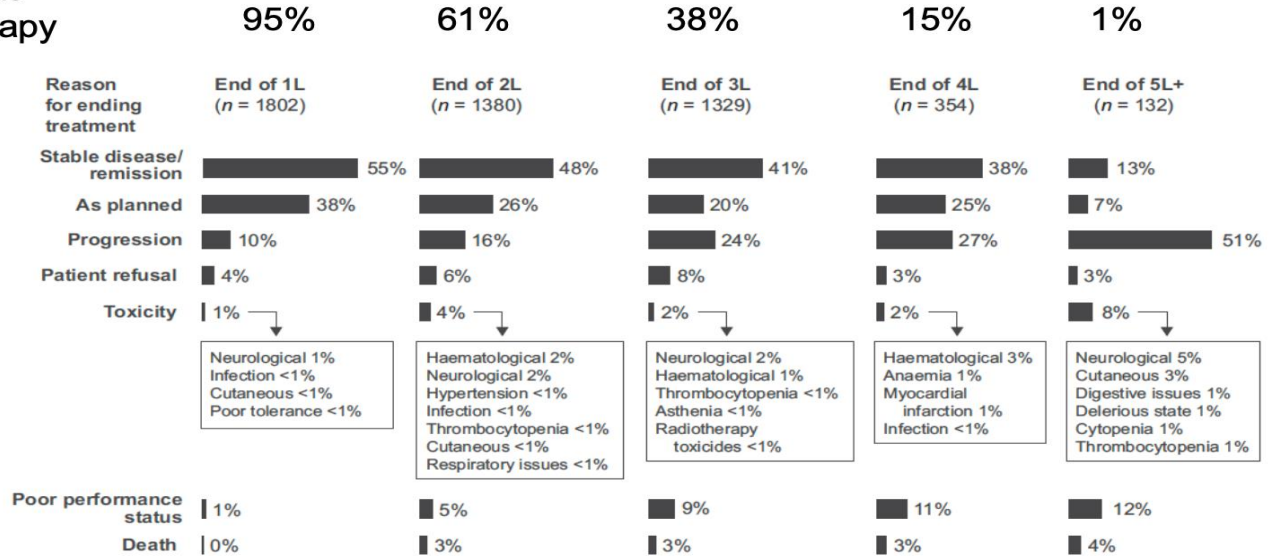 apy 95% 61% 38% 15% 1%
Reason for ending treatment
End of 1L (n = 1802)
End of 2L (n = 1380)
End of 3L (n = 1329)
End of 4L (n = 354)
End of 5L+ (n = 132)
Stable disease/ remission 55% 48% 41% 38% 13%
As planned 38% 26% 20% 25% 7%
Progression 10% 16% 24% 27% 51%
Patient refusal 4% 6% 8% 3% 3%
Toxicity 1% 4% 2% 2% 8%
Neurological 1%
Infection <1%
Cutaneous <1%
Poor tolerance <1%
Haematological 2%
Neurological 2%
Hypertension <1%
Infection <1%
Thrombocytopenia <1%
Cutaneous <1%
Respiratory issues <1%
Neurological 2%
Haematological 1%
Thrombocytopenia <1%
Asthenia <1%
Radiotherapy
toxicides <1%
Haematological 3%
Anaemia 1%
Myocardial
infarction 1%
Infection <1%
Neurological 5%
Cutaneous 3%
Digestive issues 1%
Delerious state 1%
Cytopenia 1%
Thrombocytopenia 1%
Poor performance status 1% 5% 9% 11% 12%
Death 0% 3% 3% 3% 4%